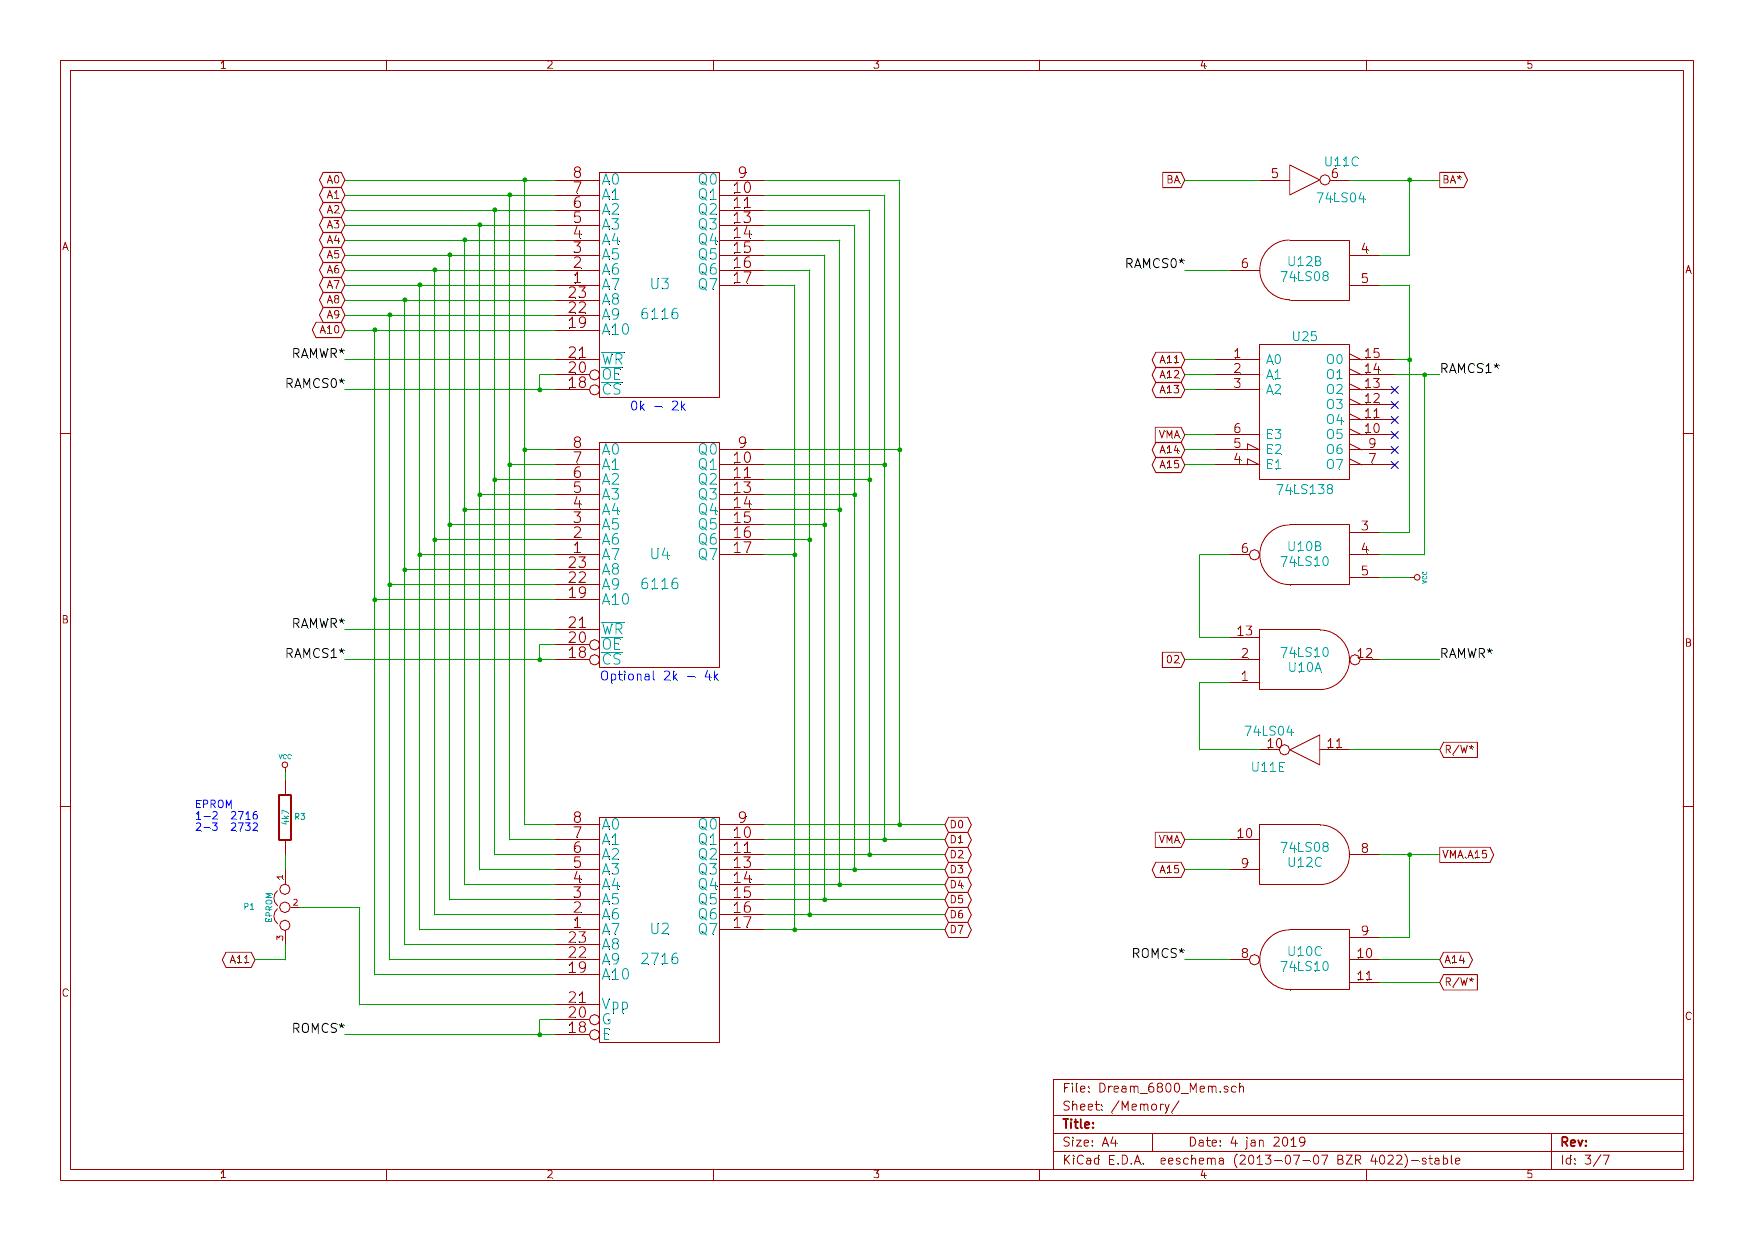 1 2 3 4 5
A
A
B
B
C
C
A0
A1
A2
A3
A4
A5
A6
A7
A8
A9
A10
RAMWR*
RAMCS0*
8 A0 Q0 9
7 A1 Q1 10
6 A2 Q2 11
5 A3 Q3 13
4 A4 Q4 14
3 A5 Q5 15
2 A6 Q6 16
1 A7 U3 Q7 17
23 A8
22 A9 6116
19 A10
21 WR
20 OE
18 CS
0k - 2k
RAMWR*
RAMCS1*
8 A0 Q0 9
7 A1 Q1 10
6 A2 Q2 11
5 A3 Q3 13
4 A4 Q4 14
3 A5 Q5 15
2 A6 Q6 16
1 A7 U4 Q7 17
23 A8
22 A9 6116
19 A10
21 WR
20 OE
18 CS
Optional 2k - 4k
VCC
EPROM
1-2 2716
2-3 2732
4k7 R3
P1 EPROM
1
2
3
A11
ROMCS*
8 A0 Q0 9 D0
7 A1 Q1 10 D1
6 A2 Q2 11 D2
5 A3 Q3 13 D3
4 A4 Q4 14 D4
3 A5 Q5 15 D5
2 A6 Q6 16 D6
1 A7 U2 Q7 17 D7
23 A8
22 A9 2716
19 A10
21 Vpp
20 G
18 E
U11C
BA 5 6 BA*
74LS04
RAMCS0* 6 U12B 4
74LS08 5
U25
A11 1 A0 O0 15
A12 2 A1 O1 14 RAMCS1*
A13 3 A2 O2 13
O3 12
O4 11
VMA 6 E3 O5 10
A14 5 E2 O6 9
A15 4 E1 O7 7
74LS138
3
6 U10B 4
74LS10
5 VCC
13
74LS10
O2 2 U10A 12 RAMWR*
1
74LS04
10 11 R/W*
U11E
VMA 10
74LS08 8 VMA.A15
A15 9 U12C
9
ROMCS* 8 U10C 10 A14
74LS10
11 R/W*
File: Dream_6800_Mem.sch
Sheet: /Memory/
Title:
Size: A4 Date: 4 jan 2019 Rev:
KiCad E.D.A. eeschema (2013-07-07 BZR 4022)-stable Id: 3/7
1 2 3 4 5